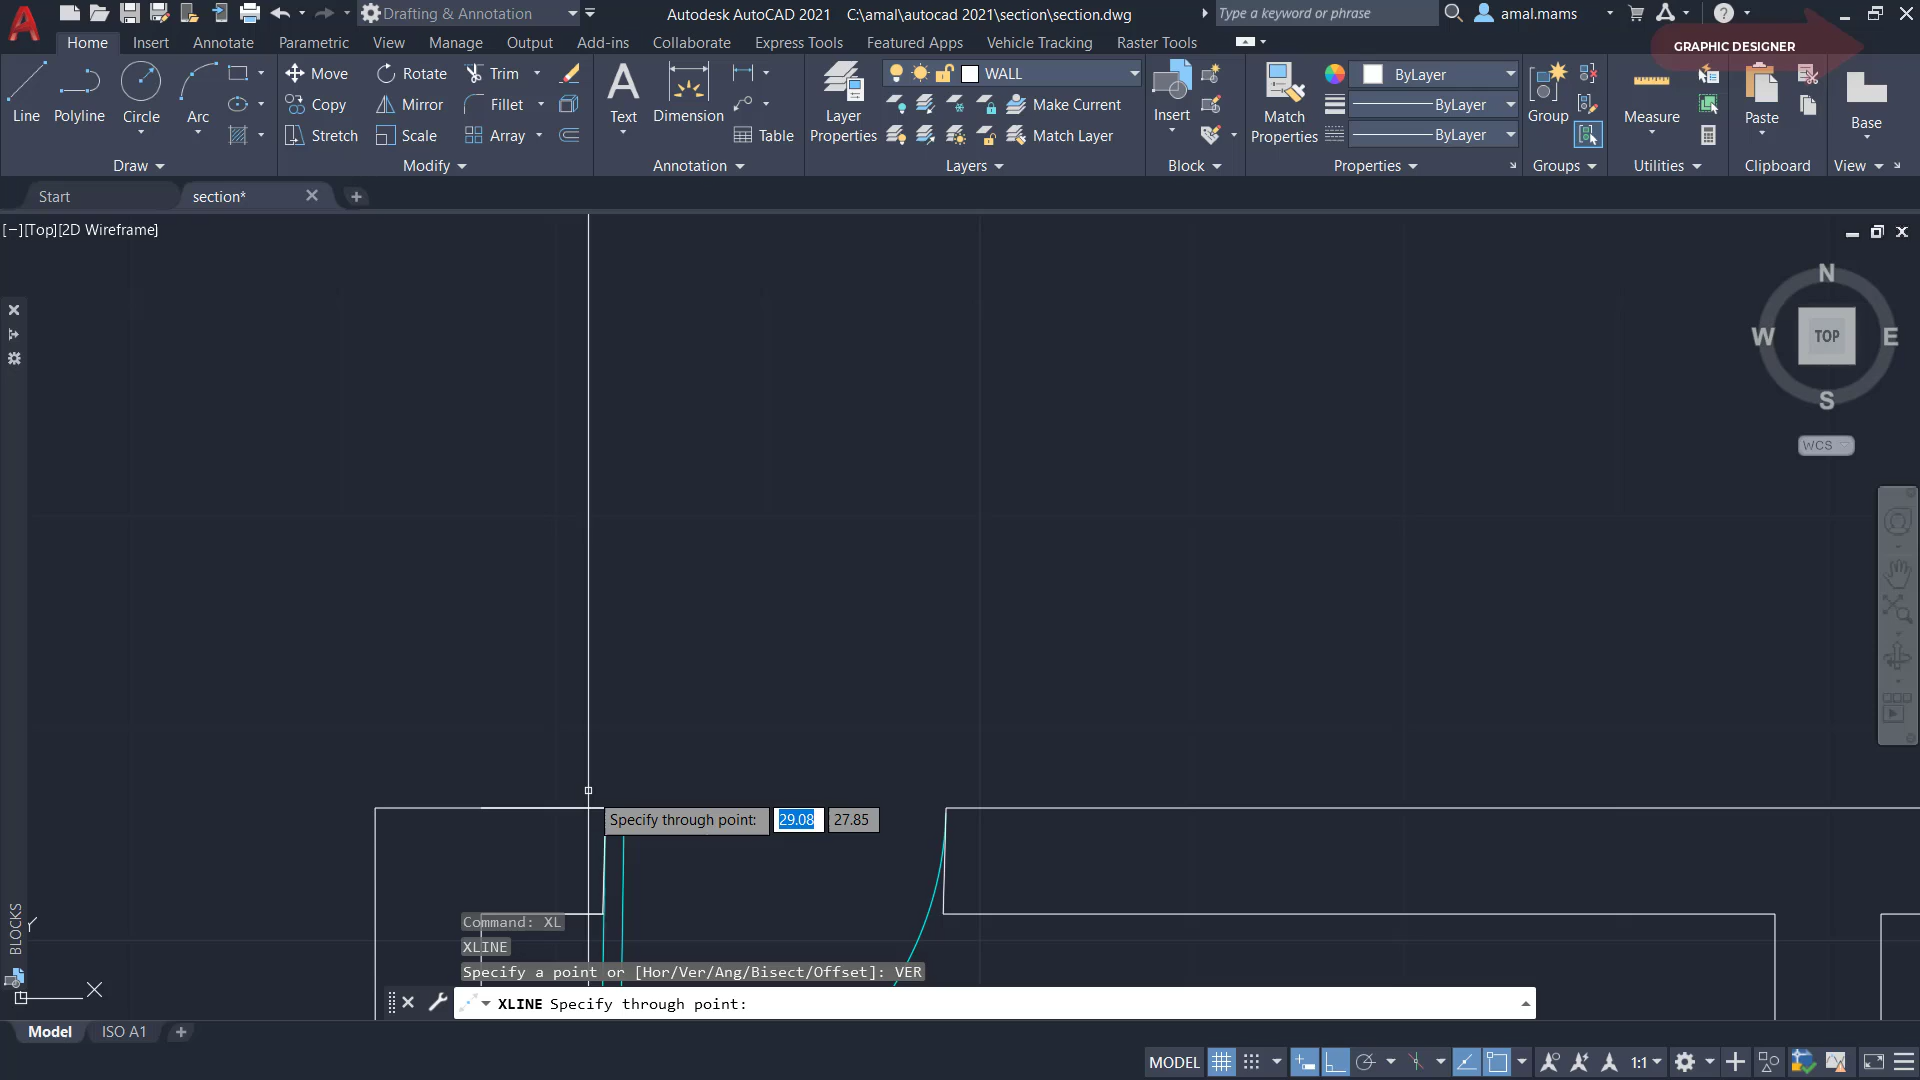 Drafting & Annotation
Autodesk AutoCAD 2021 C:\amal\autocad 2021\section\section.dwg
Type a keyword or phrase
amal.mams
GRAPHIC DESIGNER
Home Insert Annotate Parametric View Manage Output Add-ins Collaborate Express Tools Featured Apps Vehicle Tracking Raster Tools
Line Polyline Circle Arc
Move Rotate Trim
Copy Mirror Fillet
Stretch Scale Array
Text Dimension Table
Layer Properties
WALL
Make Current
Match Layer
Insert
Match Properties
ByLayer
ByLayer
ByLayer
Group Measure Paste Base
Draw Modify Annotation Layers Block Properties Groups Utilities Clipboard View
Start section*
[−][Top][2D Wireframe]
N
W TOP E
S
WCS
Specify through point: 29.08 27.85
BLOCKS
Y
X
Command: XL
XLINE
Specify a point or [Hor/Ver/Ang/Bisect/Offset]: VER
XLINE Specify through point:
Model ISO A1
MODEL 1:1